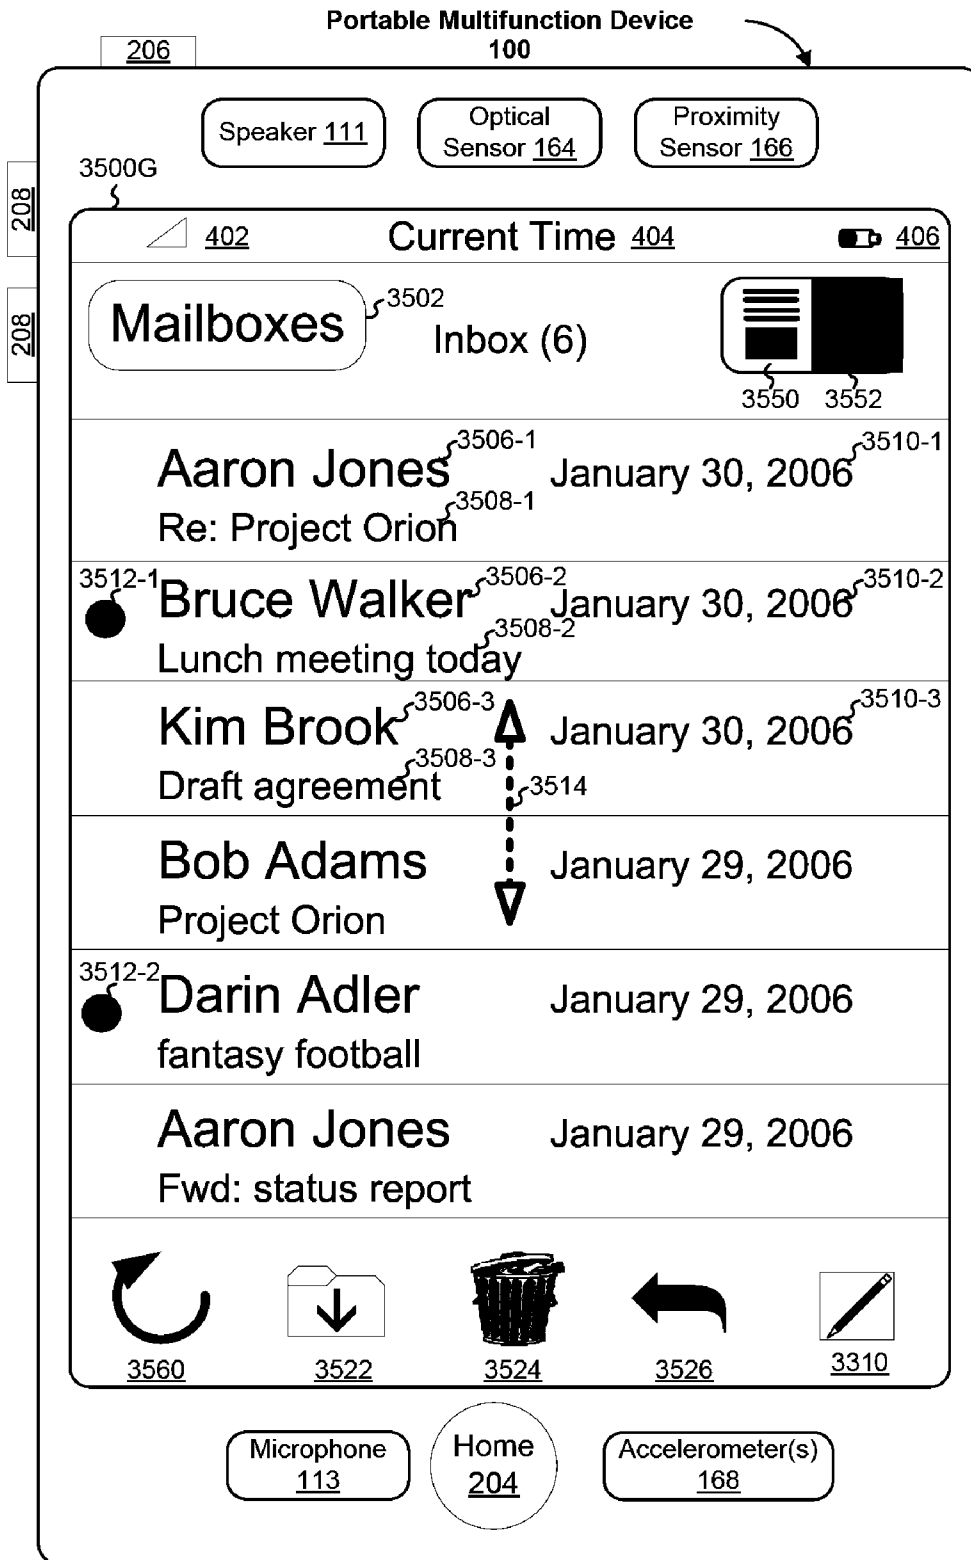 Portable Multifunction Device
100
206
Speaker 111
Optical
Sensor 164
Proximity
Sensor 166
3500G
208
208
402
Current Time 404
406
Mailboxes
3502
Inbox (6)
3550
3552
Aaron Jones
3506-1
January 30, 2006
3510-1
Re: Project Orion
3508-1
3512-1
Bruce Walker
3506-2
January 30, 2006
3510-2
Lunch meeting today
3508-2
Kim Brook
3506-3
January 30, 2006
3510-3
Draft agreement
3508-3
3514
Bob Adams
January 29, 2006
Project Orion
3512-2
Darin Adler
January 29, 2006
fantasy football
Aaron Jones
January 29, 2006
Fwd: status report
3560
3522
3524
3526
3310
Microphone
113
Home
204
Accelerometer(s)
168